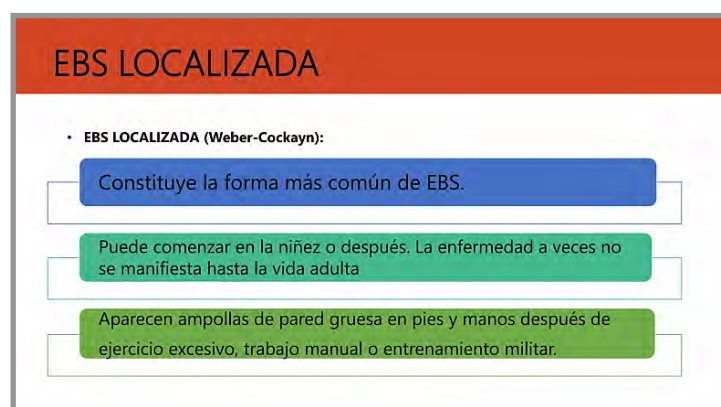 EBS LOCALIZADA
• EBS LOCALIZADA (Weber-Cockayn):
Constituye la forma más común de EBS.
Puede comenzar en la niñez o después. La enfermedad a veces no
se manifiesta hasta la vida adulta
Aparecen ampollas de pared gruesa en pies y manos después de
ejercicio excesivo, trabajo manual o entrenamiento militar.